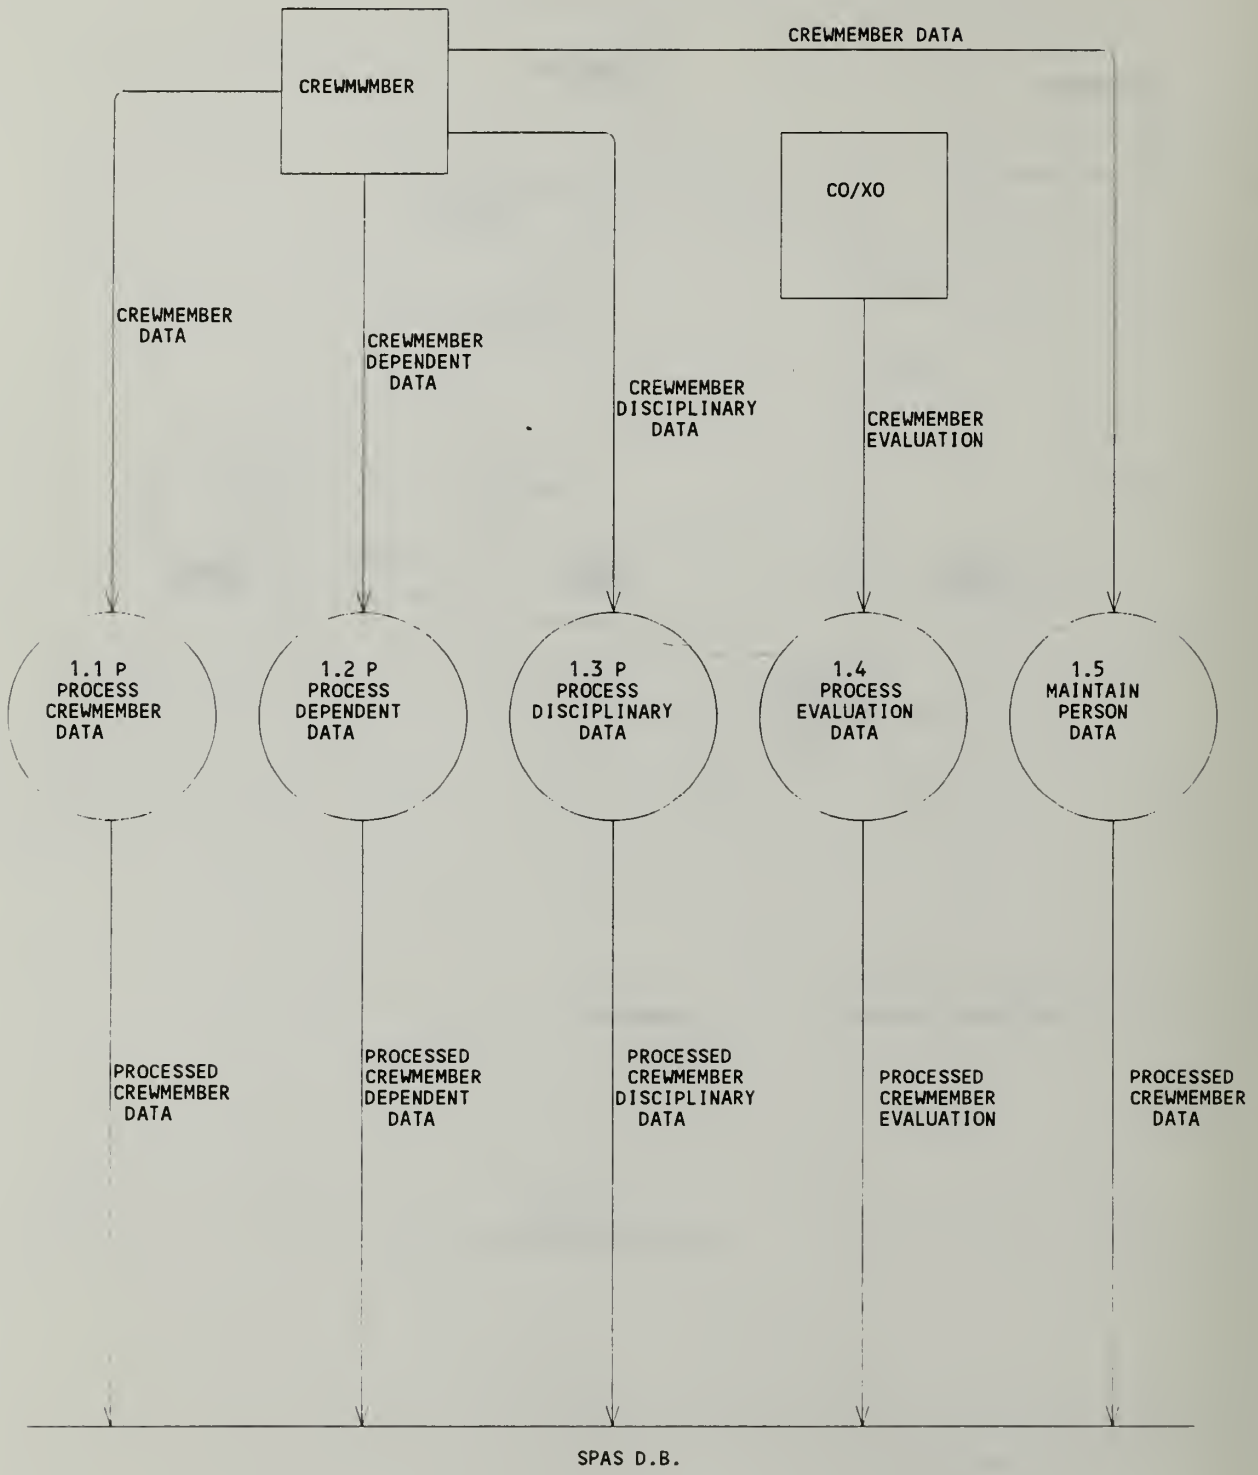 CREWMEMBER DATA
CREWMWMBER
CO/XO
CREWMEMBER
DATA
CREWMEMBER
DEPENDENT
DATA
CREWMEMBER
DISCIPLINARY
DATA
CREWMEMBER
EVALUATION
1.1 P
PROCESS
CREWMEMBER
DATA
1.2 P
PROCESS
DEPENDENT
DATA
1.3 P
PROCESS
DISCIPLINARY
DATA
1.4
PROCESS
EVALUATION
DATA
1.5
MAINTAIN
PERSON
DATA
PROCESSED
CREWMEMBER
DATA
PROCESSED
CREWMEMBER
DEPENDENT
DATA
PROCESSED
CREWMEMBER
DISCIPLINARY
DATA
PROCESSED
CREWMEMBER
EVALUATION
PROCESSED
CREWMEMBER
DATA
SPAS D.B.